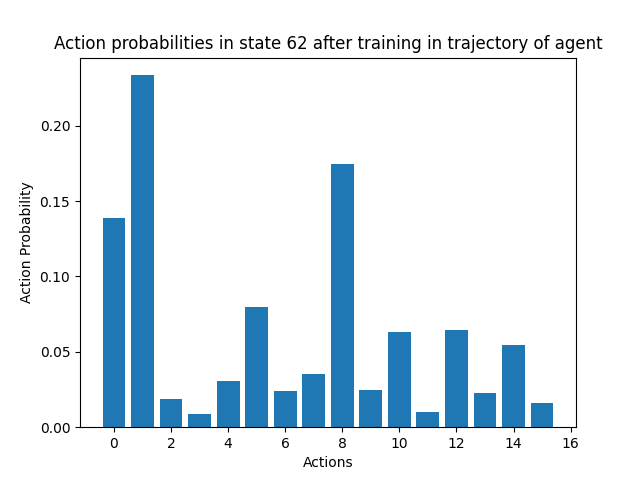 Action probabilities in state 62 after training in trajectory of agent
0.20
0.15
0.10
0.05
0.00
Action Probability
0 2 4 6 8 10 12 14 16
Actions